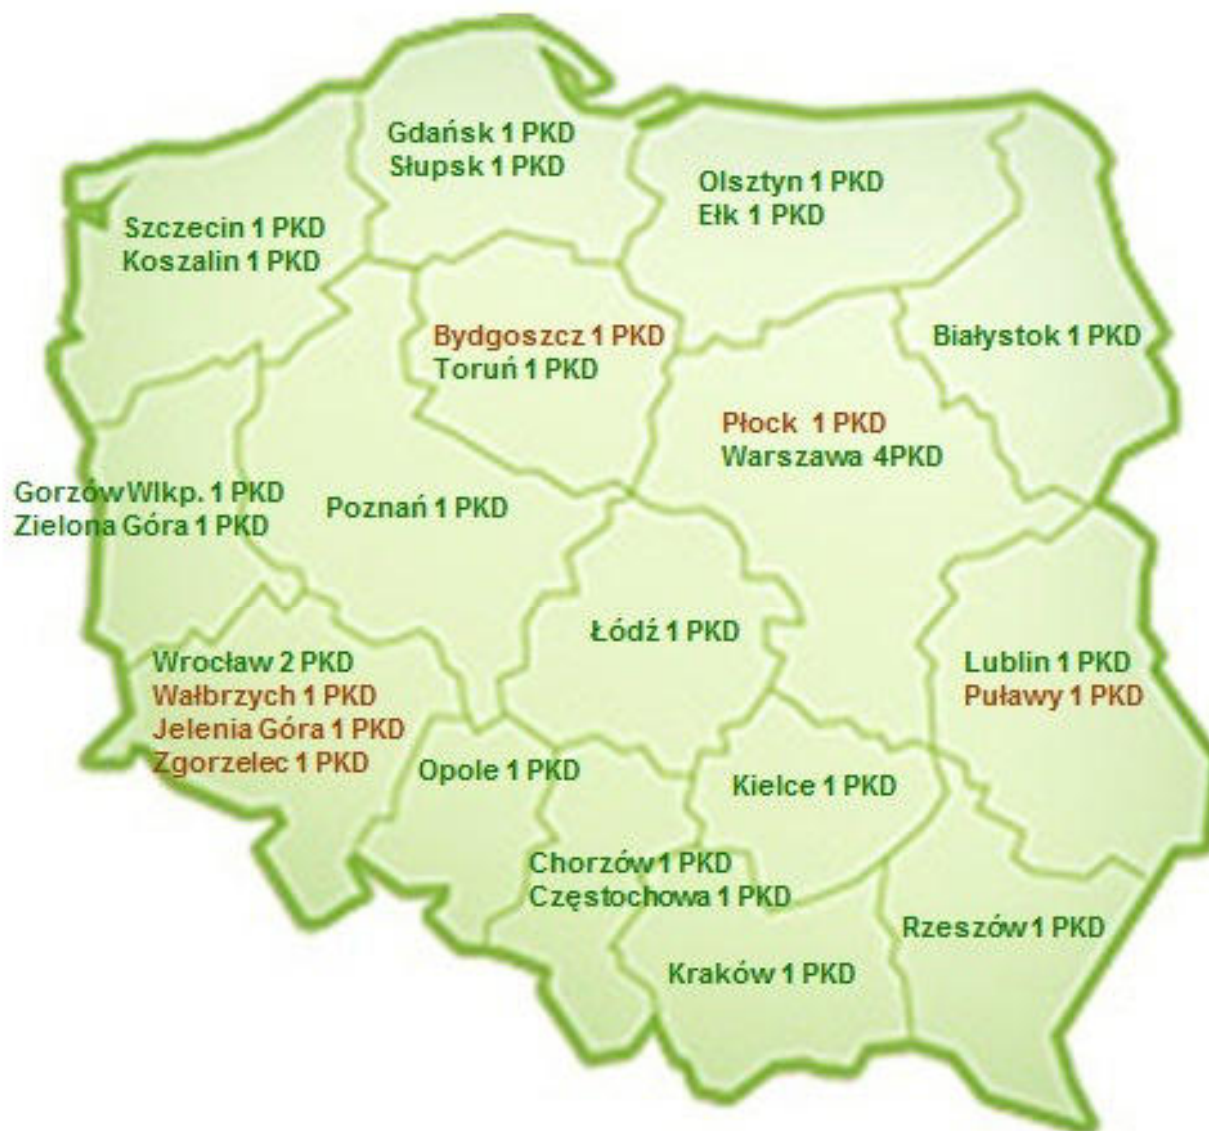 Gdańsk 1 PKD
Słupsk 1 PKD
Olsztyn 1 PKD
Ełk 1 PKD
Szczecin 1 PKD
Koszalin 1 PKD
Bydgoszcz 1 PKD
Toruń 1 PKD
Białystok 1 PKD
Płock 1 PKD
Warszawa 4PKD
Gorzów Wlkp. 1 PKD
Zielona Góra 1 PKD
Poznań 1 PKD
Łódź 1 PKD
Wrocław 2 PKD
Wałbrzych 1 PKD
Jelenia Góra 1 PKD
Zgorzelec 1 PKD
Lublin 1 PKD
Puławy 1 PKD
Opole 1 PKD
Kielce 1 PKD
Chorzów 1 PKD
Częstochowa 1 PKD
Rzeszów 1 PKD
Kraków 1 PKD